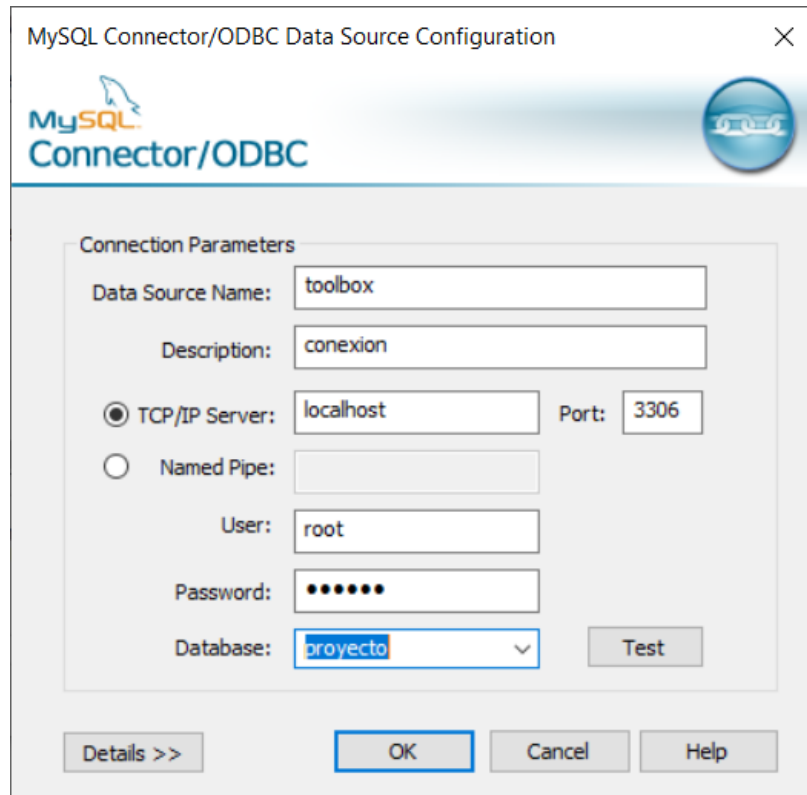 MySQL Connector/ODBC Data Source Configuration
MySQL
Connector/ODBC
Connection Parameters
Data Source Name: toolbox
Description: conexion
TCP/IP Server: localhost Port: 3306
Named Pipe:
User: root
Password: ••••••
Database: proyecto Test
Details >> OK Cancel Help